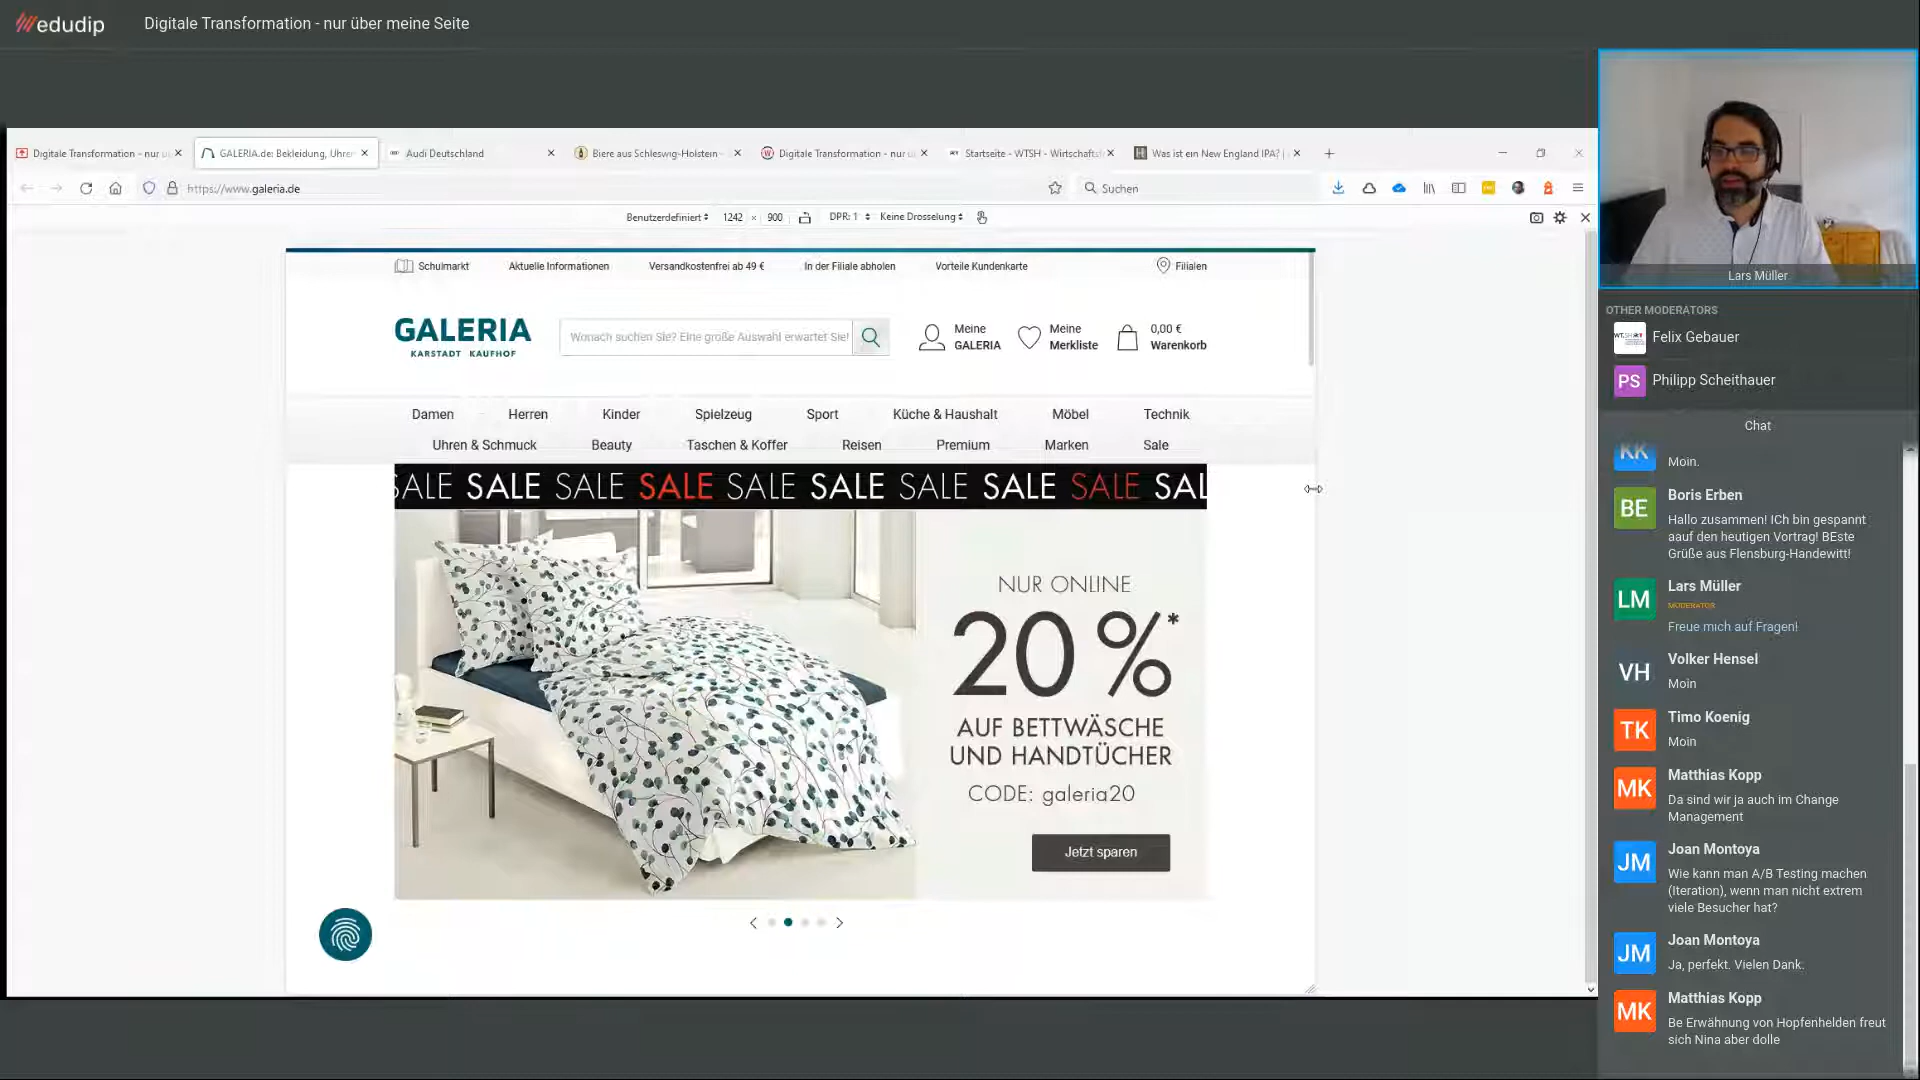 edudip
Digitale Transformation - nur über meine Seite
Digitale Transformation - nur
GALERIA.de: Bekleidung, Uhren
Audi Deutschland
Biere aus Schleswig-Holstein -
Digitale Transformation - nur
Startseite - WTSH - Wirtschafts
Was ist ein New England IPA? |
https://www.galeria.de
Suchen
Benutzerdefiniert
1242 × 900
DPR: 1
Keine Drosselung
Schulmarkt
Aktuelle Informationen
Versandkostenfrei ab 49 €
In der Filiale abholen
Vorteile Kundenkarte
Filialen
GALERIA
KARSTADT KAUFHOF
Wonach suchen Sie? Eine große Auswahl erwartet Sie!
Meine
GALERIA
Meine
Merkliste
0,00 €
Warenkorb
Damen
Herren
Kinder
Spielzeug
Sport
Küche & Haushalt
Möbel
Technik
Uhren & Schmuck
Beauty
Taschen & Koffer
Reisen
Premium
Marken
Sale
SALE SALE SALE SALE SALE SALE SALE SALE SALE SAL
NUR ONLINE
20 %*
AUF BETTWÄSCHE
UND HANDTÜCHER
CODE: galeria20
Jetzt sparen
Lars Müller
OTHER MODERATORS
Felix Gebauer
PS
Philipp Scheithauer
Chat
KK
Moin.
BE
Boris Erben
Hallo zusammen! ICh bin gespannt
aauf den heutigen Vortrag! BEste
Grüße aus Flensburg-Handewitt!
LM
Lars Müller
MODERATOR
Freue mich auf Fragen!
VH
Volker Hensel
Moin
TK
Timo Koenig
Moin
MK
Matthias Kopp
Da sind wir ja auch im Change
Management
JM
Joan Montoya
Wie kann man A/B Testing machen
(Iteration), wenn man nicht extrem
viele Besucher hat?
JM
Joan Montoya
Ja, perfekt. Vielen Dank.
MK
Matthias Kopp
Be Erwähnung von Hopfenhelden freut
sich Nina aber dolle